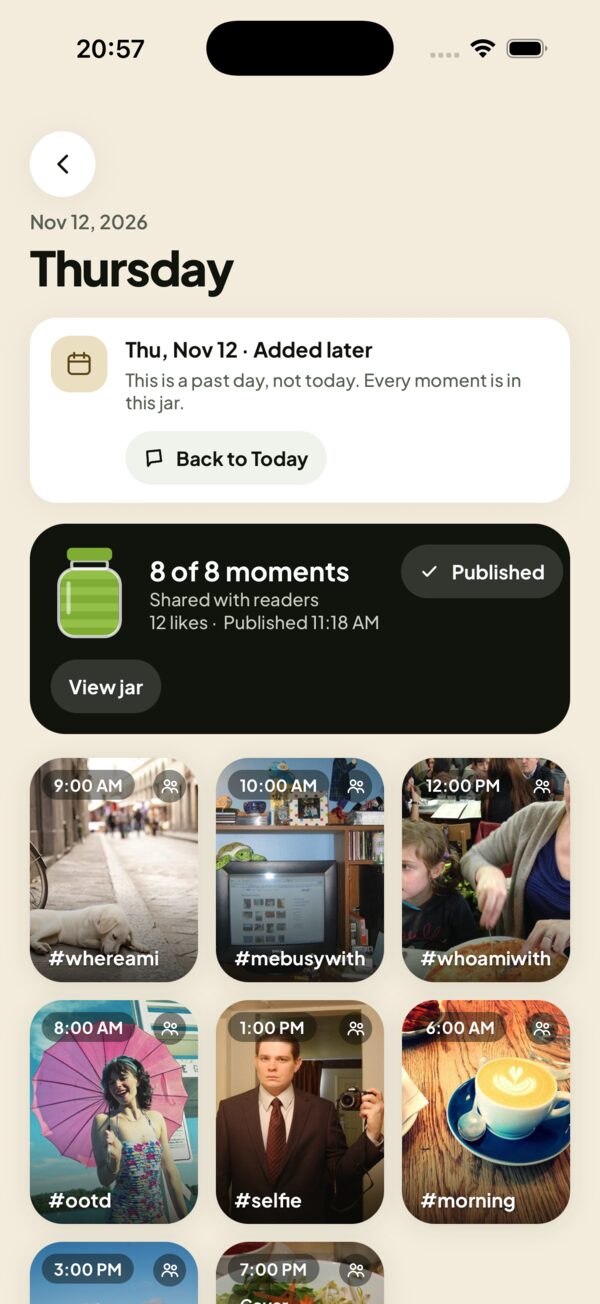 20:57
Nov 12, 2026
Thursday
Thu, Nov 12 · Added later
This is a past day, not today. Every moment is in
this jar.
Back to Today
8 of 8 moments
Published
Shared with readers
12 likes · Published 11:18 AM
View jar
9:00 AM
10:00 AM
12:00 PM
#whereami
#mebusywith
#whoamiwith
8:00 AM
1:00 PM
6:00 AM
#ootd
#selfie
#morning
3:00 PM
7:00 PM